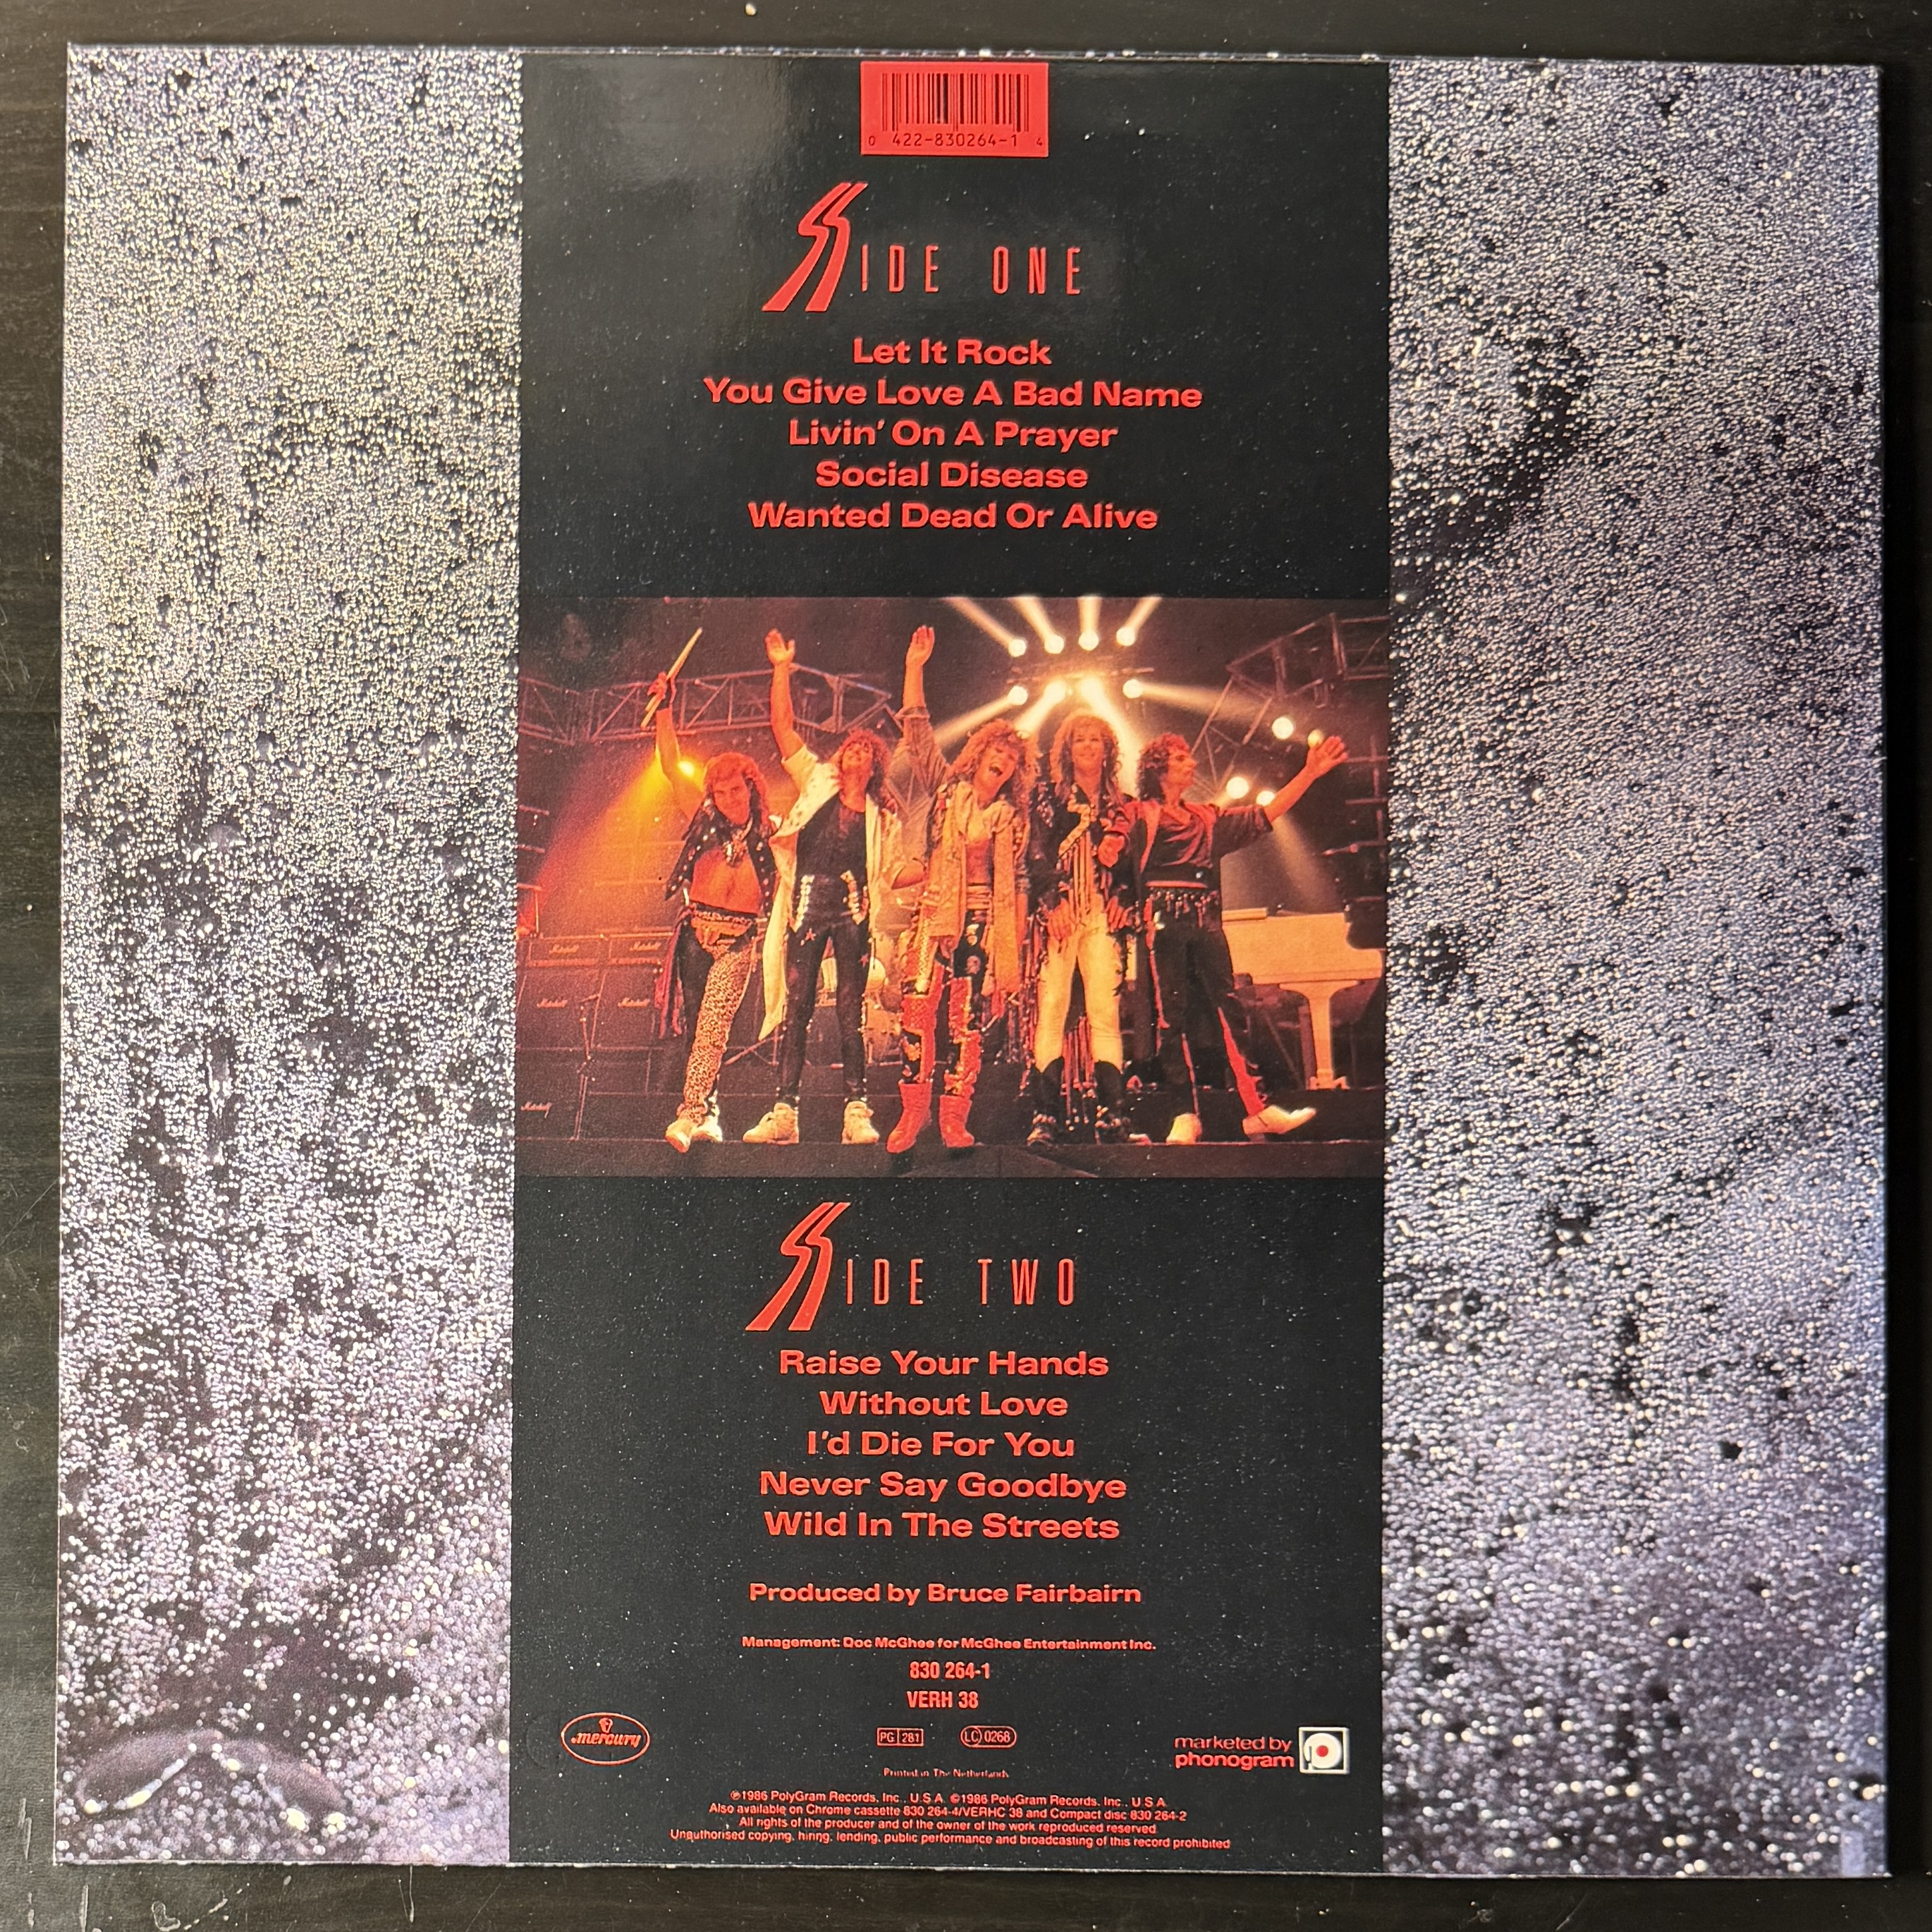 0 422-830264-1 4
SIDE ONE
Let It Rock
You Give Love A Bad Name
Livin' On A Prayer
Social Disease
Wanted Dead Or Alive
Marshall
Marshall
Marshall
Marshall
Marshall
SIDE TWO
Raise Your Hands
Without Love
I'd Die For You
Never Say Goodbye
Wild In The Streets
Produced by Bruce Fairbairn
Management: Doc McGhee for McGhee Entertainment Inc.
830 264-1
VERH 38
mercury
PG 281
LC 0268
marketed by
phonogram
Printed in The Netherlands
℗1986 PolyGram Records, Inc., U.S.A. ©1986 PolyGram Records, Inc., U.S.A.
Also available on Chrome cassette 830 264-4/VERHC 38 and Compact disc 830 264-2
All rights of the producer and of the owner of the work reproduced reserved.
Unauthorised copying, hiring, lending, public performance and broadcasting of this record prohibited